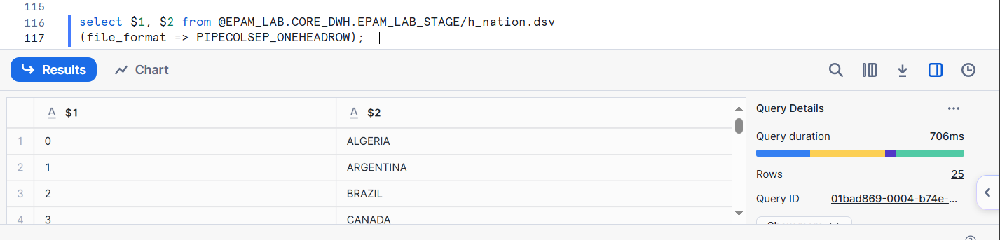 115
116 select $1, $2 from @EPAM_LAB.CORE_DWH.EPAM_LAB_STAGE/h_nation.dsv
117 (file_format => PIPECOLSEP_ONEHEADROW);
Results Chart
A $1 A $2
1 0 ALGERIA
2 1 ARGENTINA
3 2 BRAZIL
4 3 CANADA
Query Details ...
Query duration 706ms
Rows 25
Query ID 01bad869-0004-b74e-...